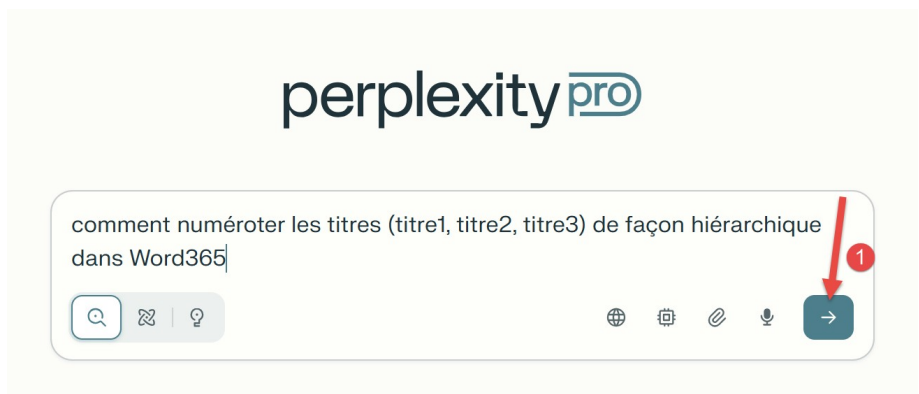 perplexity pro
comment numéroter les titres (titre1, titre2, titre3) de façon hiérarchique
dans Word365
1